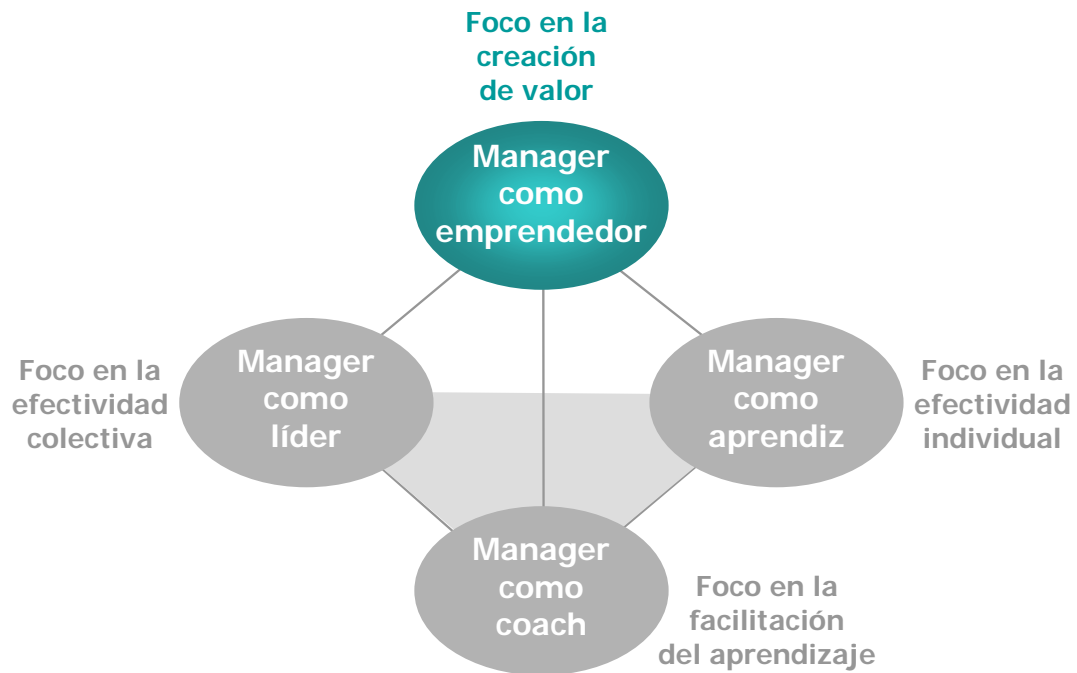 Foco en la
creación
de valor
Manager
como
emprendedor
Foco en la
efectividad
colectiva
Manager
como
líder
Manager
como
aprendiz
Foco en la
efectividad
individual
Manager
como
coach
Foco en la
facilitación
del aprendizaje